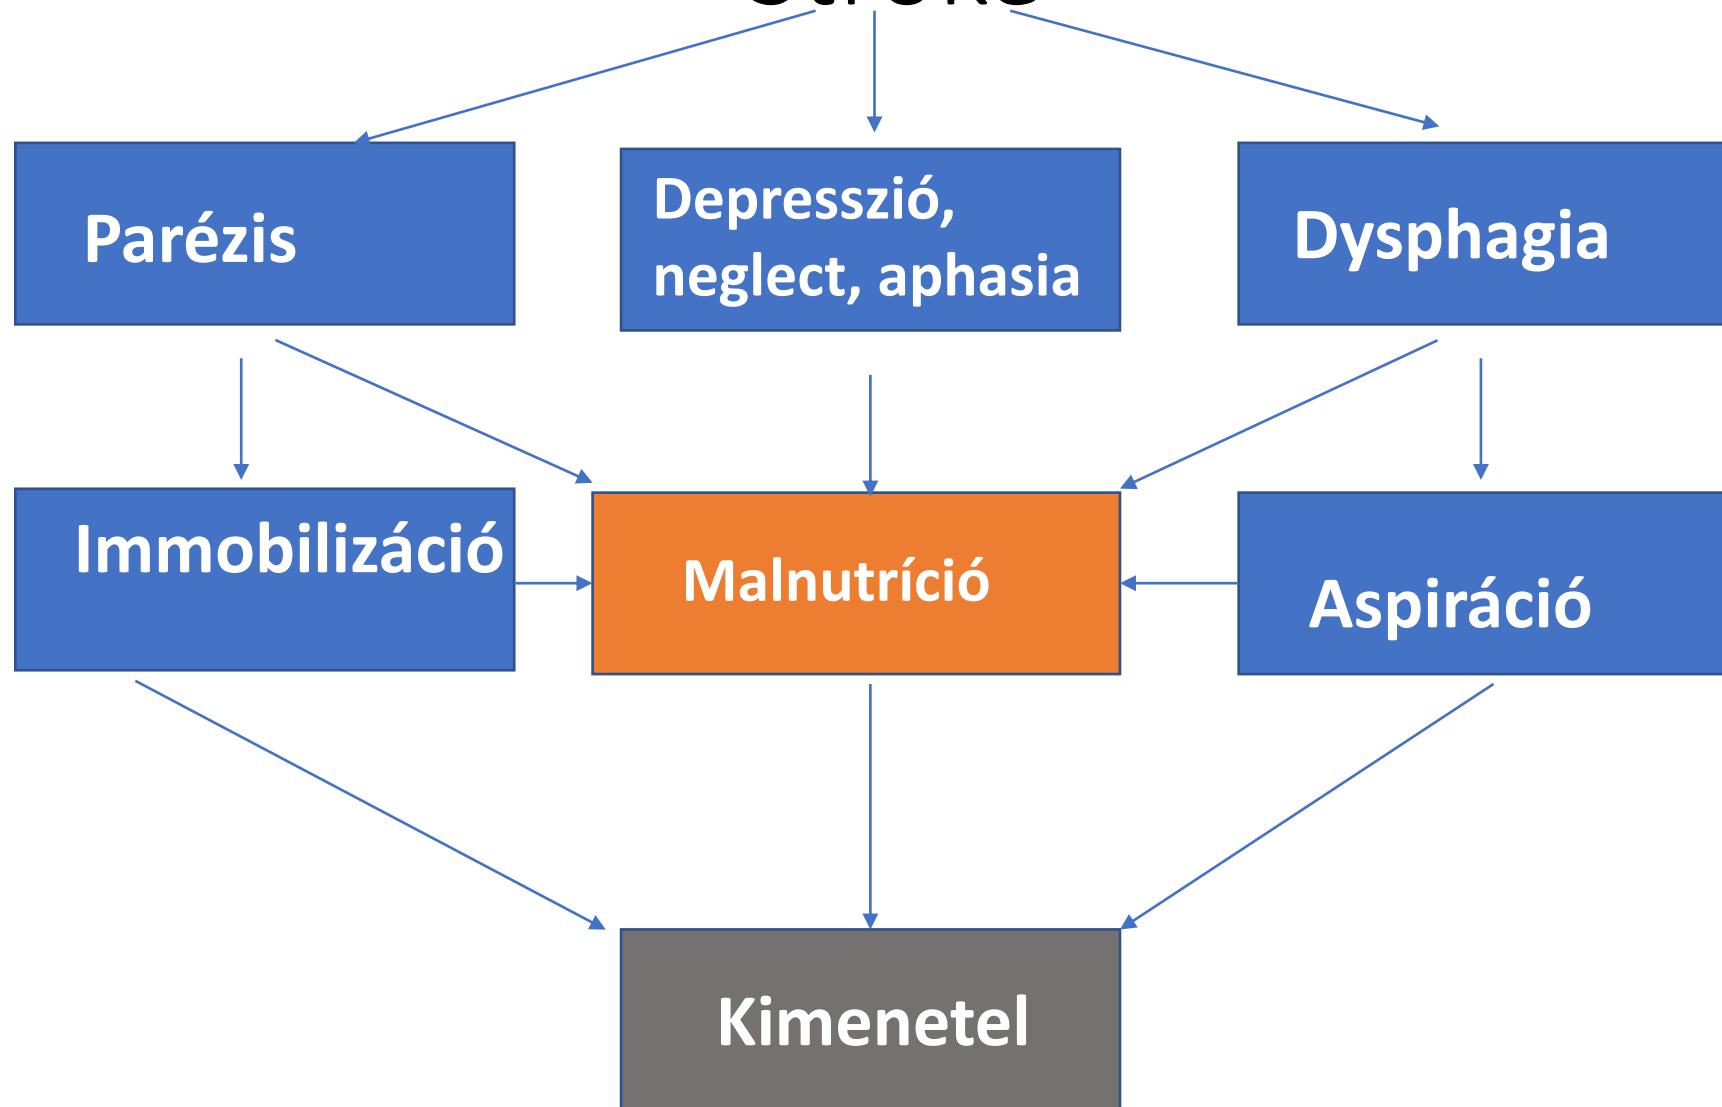 Parézis
Depresszió,
neglect, aphasia
Dysphagia
Immobilizáció
Malnutríció
Aspiráció
Kimenetel